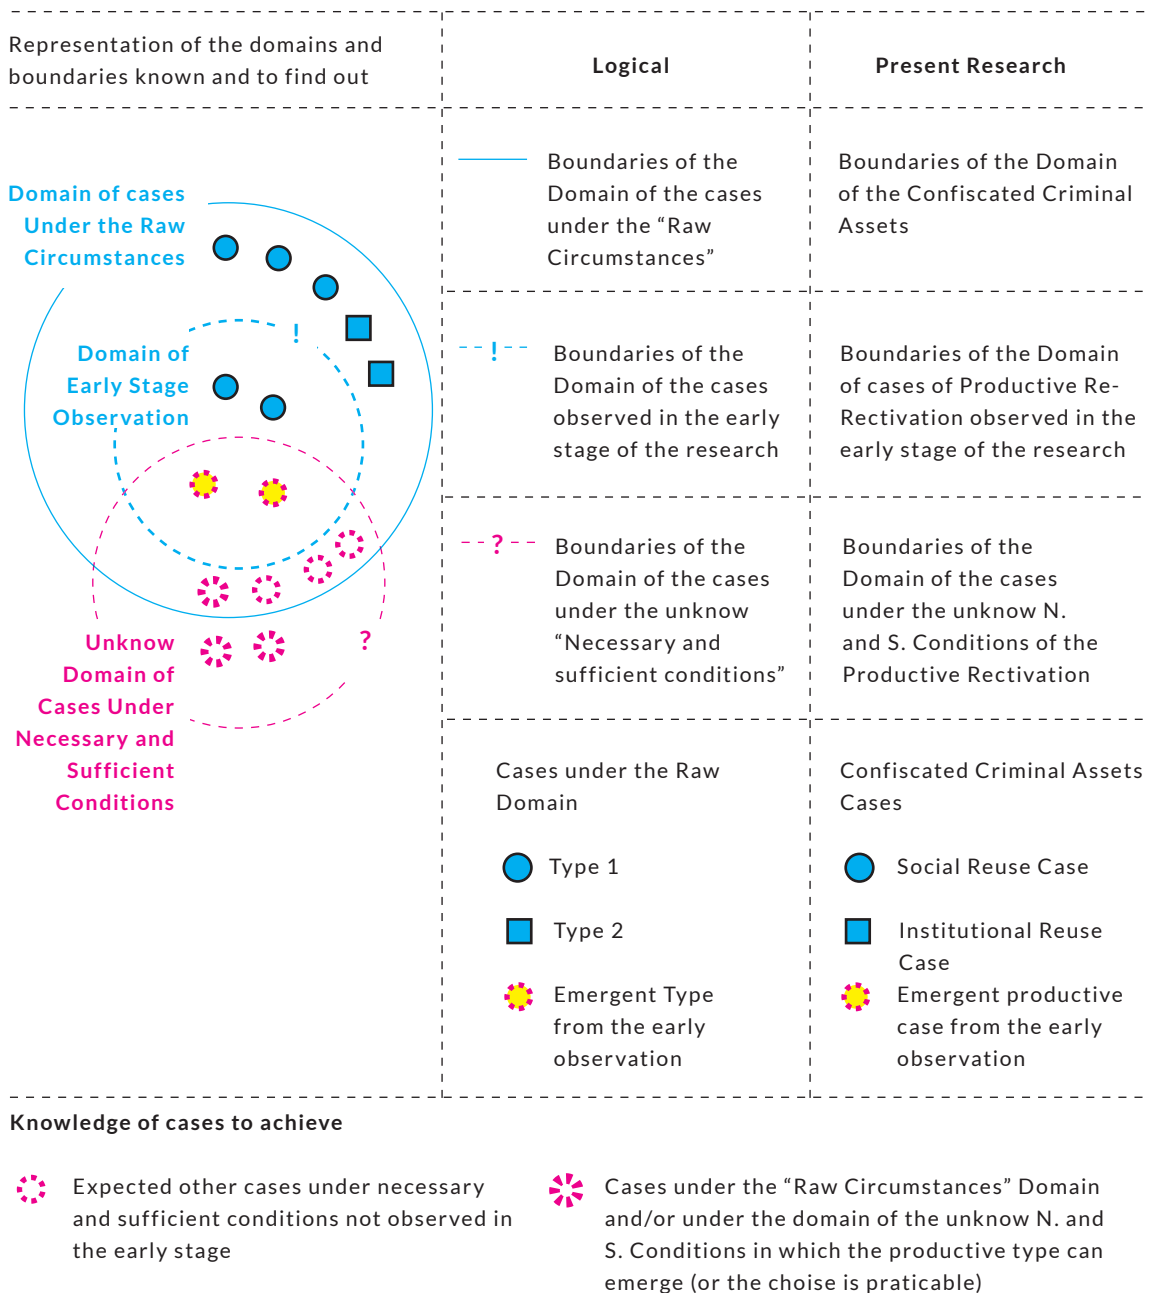 Representation of the domains and
boundaries known and to find out
Logical
Present Research
Domain of cases
Under the Raw
Circumstances
!
Domain of
Early Stage
Observation
?
Unknow
Domain of
Cases Under
Necessary and
Sufficient
Conditions
Boundaries of the
Domain of the cases
under the “Raw
Circumstances”
Boundaries of the Domain
of the Confiscated Criminal
Assets
!
Boundaries of the
Domain of the cases
observed in the early
stage of the research
Boundaries of the Domain
of cases of Productive Re-
Rectivation observed in the
early stage of the research
?
Boundaries of the
Domain of the cases
under the unknow
“Necessary and
sufficient conditions”
Boundaries of the
Domain of the cases
under the unknow N.
and S. Conditions of the
Productive Rectivation
Cases under the Raw
Domain
Type 1
Type 2
Emergent Type
from the early
observation
Confiscated Criminal Assets
Cases
Social Reuse Case
Institutional Reuse
Case
Emergent productive
case from the early
observation
Knowledge of cases to achieve
Expected other cases under necessary
and sufficient conditions not observed in
the early stage
Cases under the “Raw Circumstances” Domain
and/or under the domain of the unknow N. and
S. Conditions in which the productive type can
emerge (or the choise is praticable)